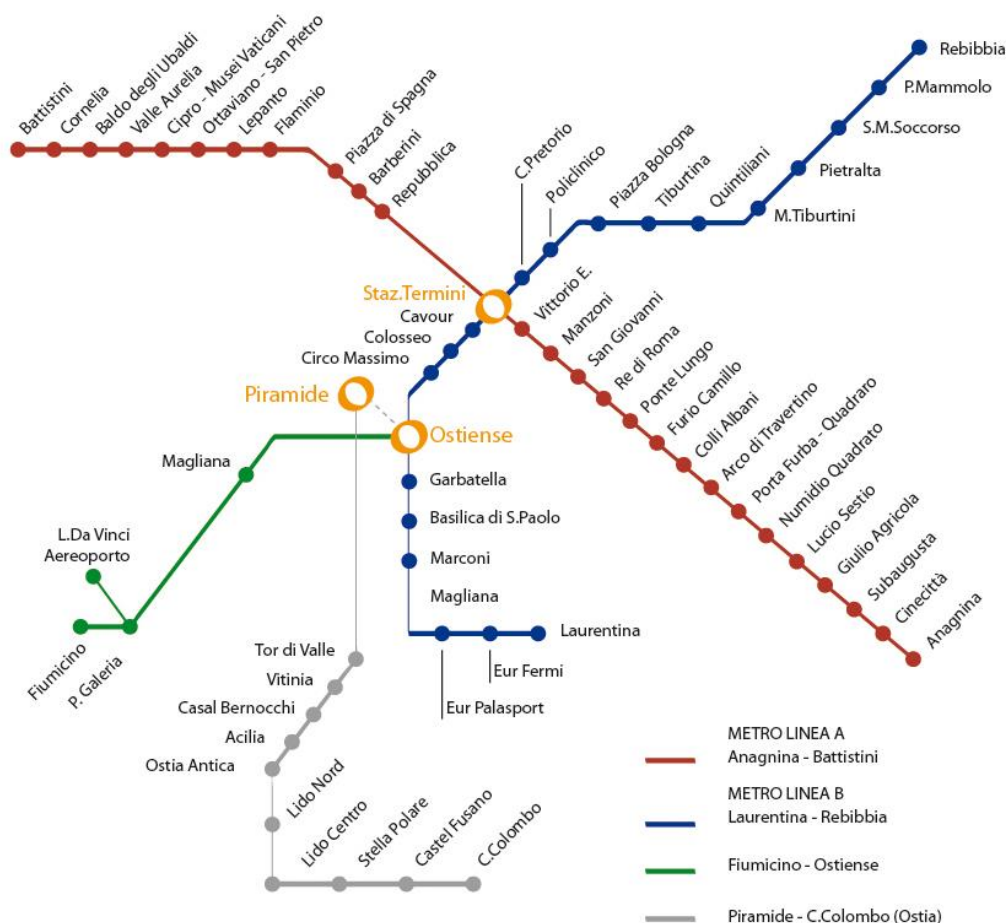 Battistini
Cornelia
Baldo degli Ubaldi
Valle Aurelia
Cipro - Musei Vaticani
Ottaviano - San Pietro
Lepanto
Flaminio
Piazza di Spagna
Barberini
Repubblica
C.Pretorio
Policlinico
Piazza Bologna
Tiburtina
Quintiliani
Rebibbia
P.Mammolo
S.M.Soccorso
Pietralta
M.Tiburtini
Staz.Termini
Cavour
Colosseo
Circo Massimo
Piramide
Ostiense
Vittorio E.
Manzoni
San Giovanni
Re di Roma
Ponte Lungo
Furio Camillo
Colli Albani
Arco di Travertino
Porta Furba - Quadraro
Numidio Quadrato
Lucio Sestio
Giulio Agricola
Subaugusta
Cinecittà
Anagnina
Magliana
L.Da Vinci
Aereoporto
Fiumicino
P. Galeria
Garbatella
Basilica di S.Paolo
Marconi
Magliana
Laurentina
Eur Fermi
Eur Palasport
Tor di Valle
Vitinia
Casal Bernocchi
Acilia
Ostia Antica
Lido Nord
Lido Centro
Stella Polare
Castel Fusano
C.Colombo
METRO LINEA A
Anagnina - Battistini
METRO LINEA B
Laurentina - Rebibbia
Fiumicino - Ostiense
Piramide - C.Colombo (Ostia)